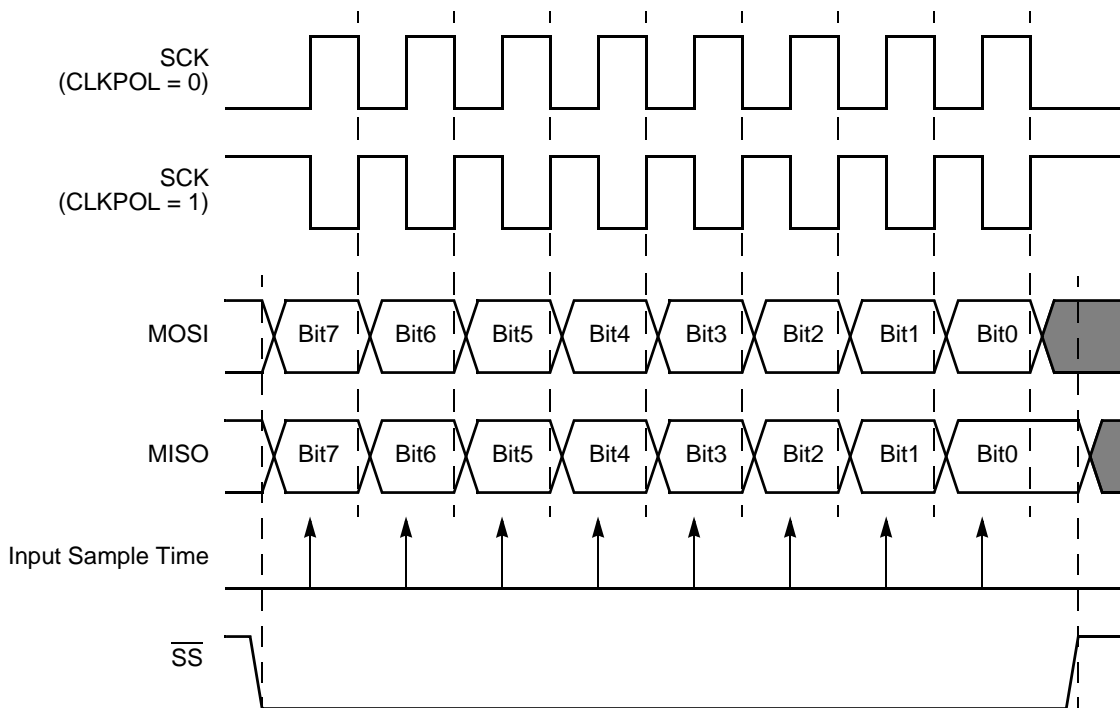 SCK
(CLKPOL = 0)
SCK
(CLKPOL = 1)
MOSI
Bit7 Bit6 Bit5 Bit4 Bit3 Bit2 Bit1 Bit0
MISO
Bit7 Bit6 Bit5 Bit4 Bit3 Bit2 Bit1 Bit0
Input Sample Time
SS